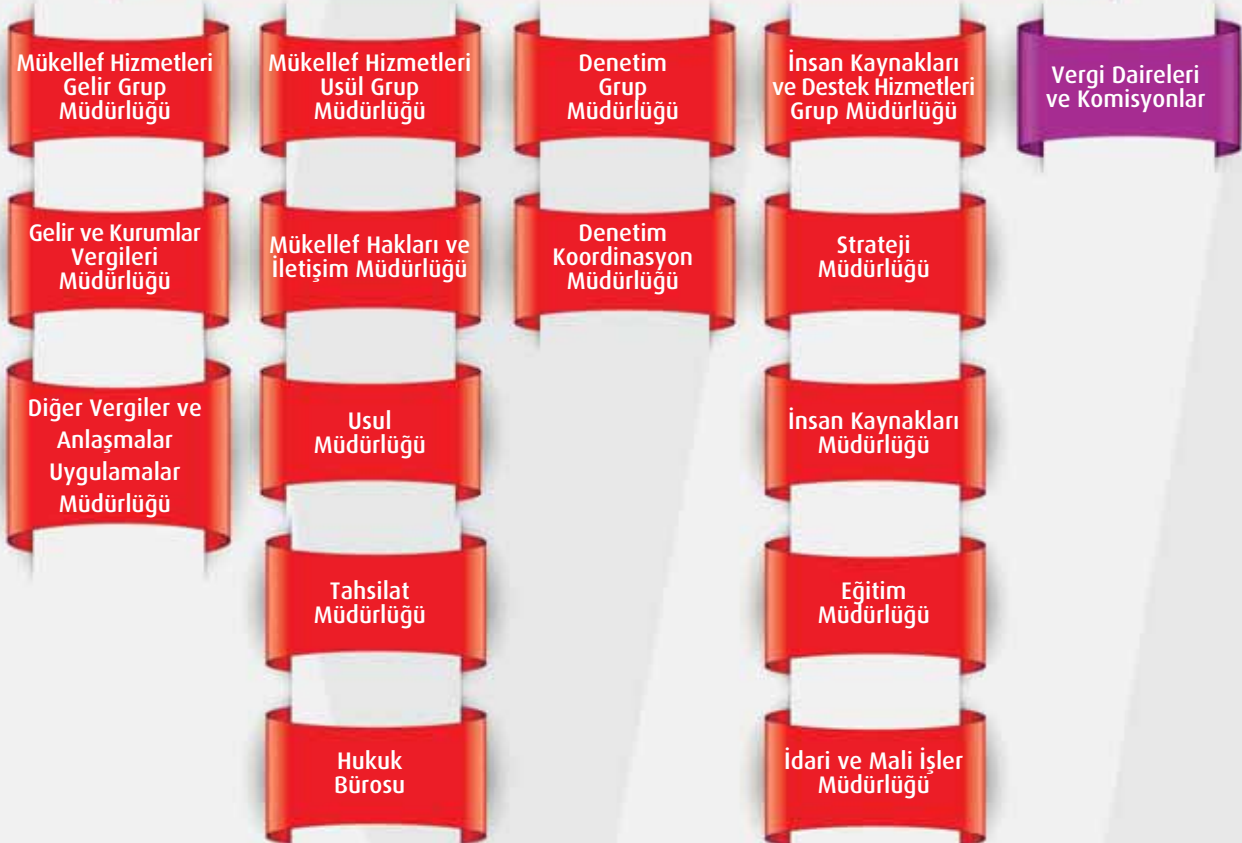 Mükellef Hizmetleri
Gelir Grup
Müdürlüğü
Mükellef Hizmetleri
Usül Grup
Müdürlüğü
Denetim
Grup
Müdürlüğü
İnsan Kaynakları
ve Destek Hizmetleri
Grup Müdürlüğü
Vergi Daireleri
ve Komisyonlar
Gelir ve Kurumlar
Vergileri
Müdürlüğü
Mükellef Hakları ve
İletişim Müdürlüğü
Denetim
Koordinasyon
Müdürlüğü
Strateji
Müdürlüğü
Diğer Vergiler ve
Anlaşmalar
Uygulamalar
Müdürlüğü
Usul
Müdürlüğü
İnsan Kaynakları
Müdürlüğü
Tahsilat
Müdürlüğü
Eğitim
Müdürlüğü
Hukuk
Bürosu
İdari ve Mali İşler
Müdürlüğü